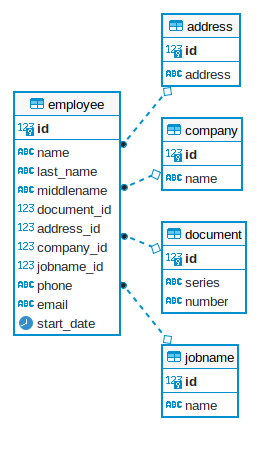 employee
123 id
ABC name
ABC last_name
ABC middlename
123 document_id
123 address_id
123 company_id
123 jobname_id
ABC phone
ABC email
start_date
address
123 id
ABC address
company
123 id
ABC name
document
123 id
ABC series
ABC number
jobname
123 id
ABC name